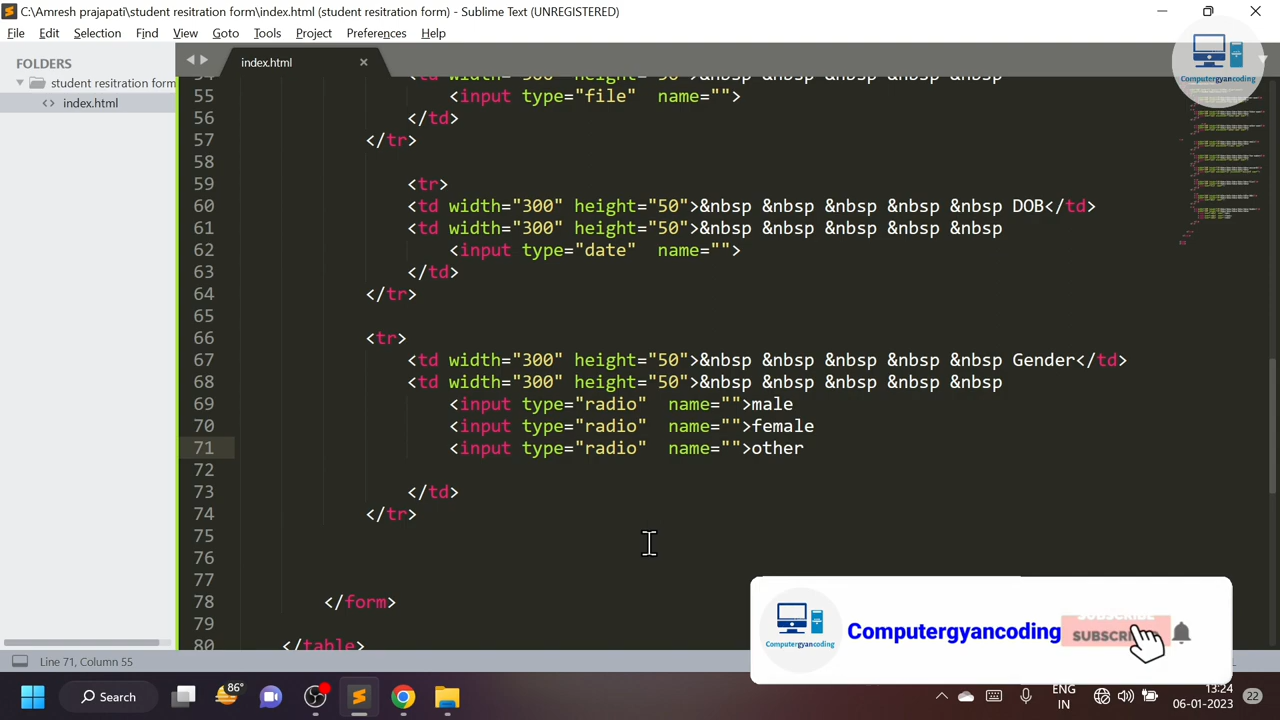 C:\Amresh prajapati\student resitration form\index.html (student resitration form) - Sublime Text (UNREGISTERED)
File Edit Selection Find View Goto Tools Project Preferences Help
Computergyancoding
FOLDERS
student resitration form
index.html
index.html
55 <input type="file" name="">
56 </td>
57 </tr>
58
59 <tr>
60 <td width="300" height="50">&nbsp &nbsp &nbsp &nbsp &nbsp DOB</td>
61 <td width="300" height="50">&nbsp &nbsp &nbsp &nbsp &nbsp
62 <input type="date" name="">
63 </td>
64 </tr>
65
66 <tr>
67 <td width="300" height="50">&nbsp &nbsp &nbsp &nbsp &nbsp Gender</td>
68 <td width="300" height="50">&nbsp &nbsp &nbsp &nbsp &nbsp
69 <input type="radio" name="">male
70 <input type="radio" name="">female
71 <input type="radio" name="">other
72
73 </td>
74 </tr>
75
76
77
78 </form>
79
80 </table>
Computergyancoding
Computergyancoding
SUBSCRIBE
Line 71, Column 55
Search
86°
ENG
IN
13:24
06-01-2023
22